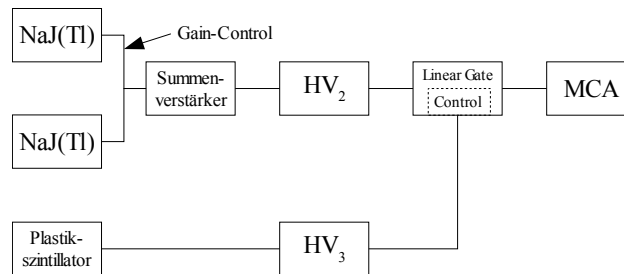 NaJ(Tl)
Gain-Control
Summen-
verstärker
HV2
Linear Gate
Control
MCA
NaJ(Tl)
Plastik-
szintillator
HV3